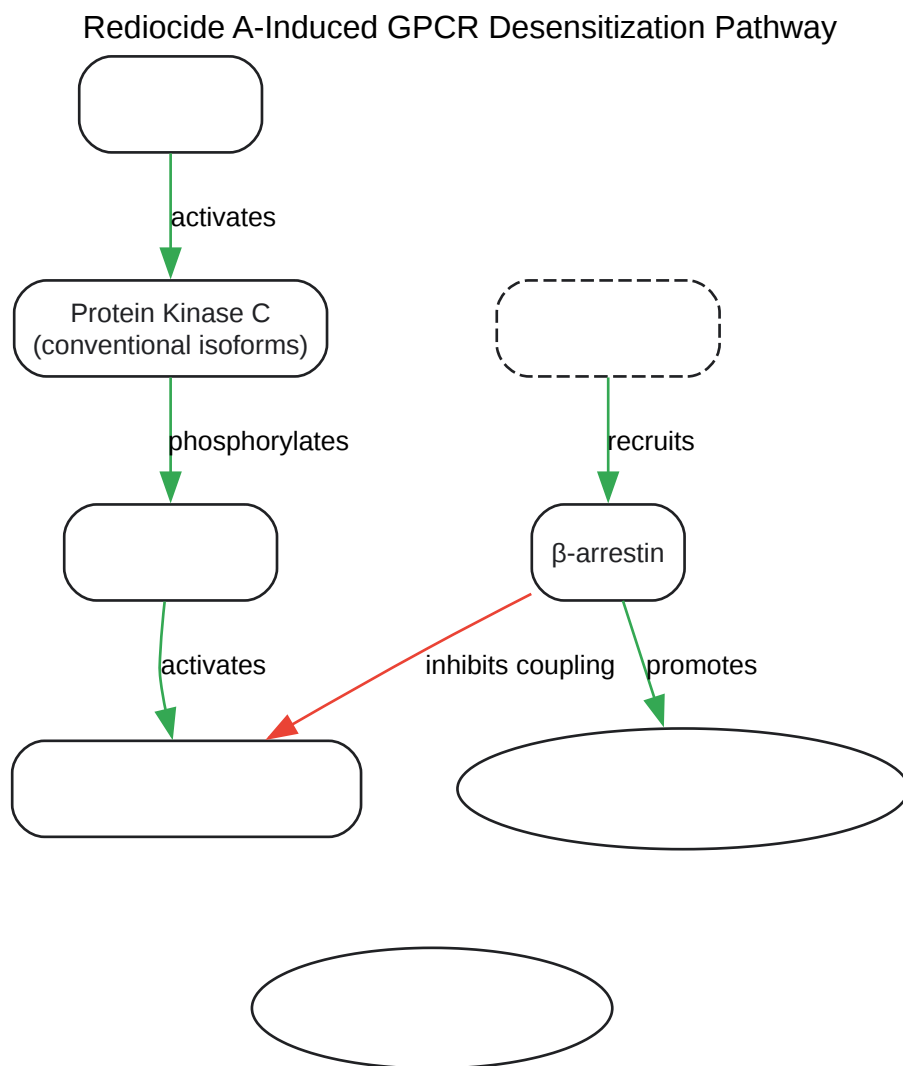 Rediocide A-Induced GPCR Desensitization Pathway
activates
Protein Kinase C
(conventional isoforms)
phosphorylates
recruits
β-arrestin
activates
inhibits coupling
promotes